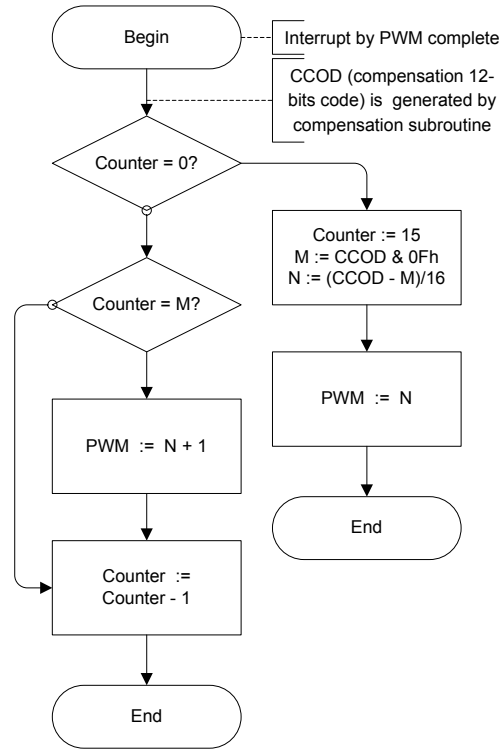 Begin
Interrupt by PWM complete
CCOD (compensation 12-
bits code) is generated by
compensation subroutine
Counter = 0?
Counter := 15
M := CCOD & 0Fh
N := (CCOD - M)/16
Counter = M?
PWM := N
PWM := N + 1
End
Counter :=
Counter - 1
End